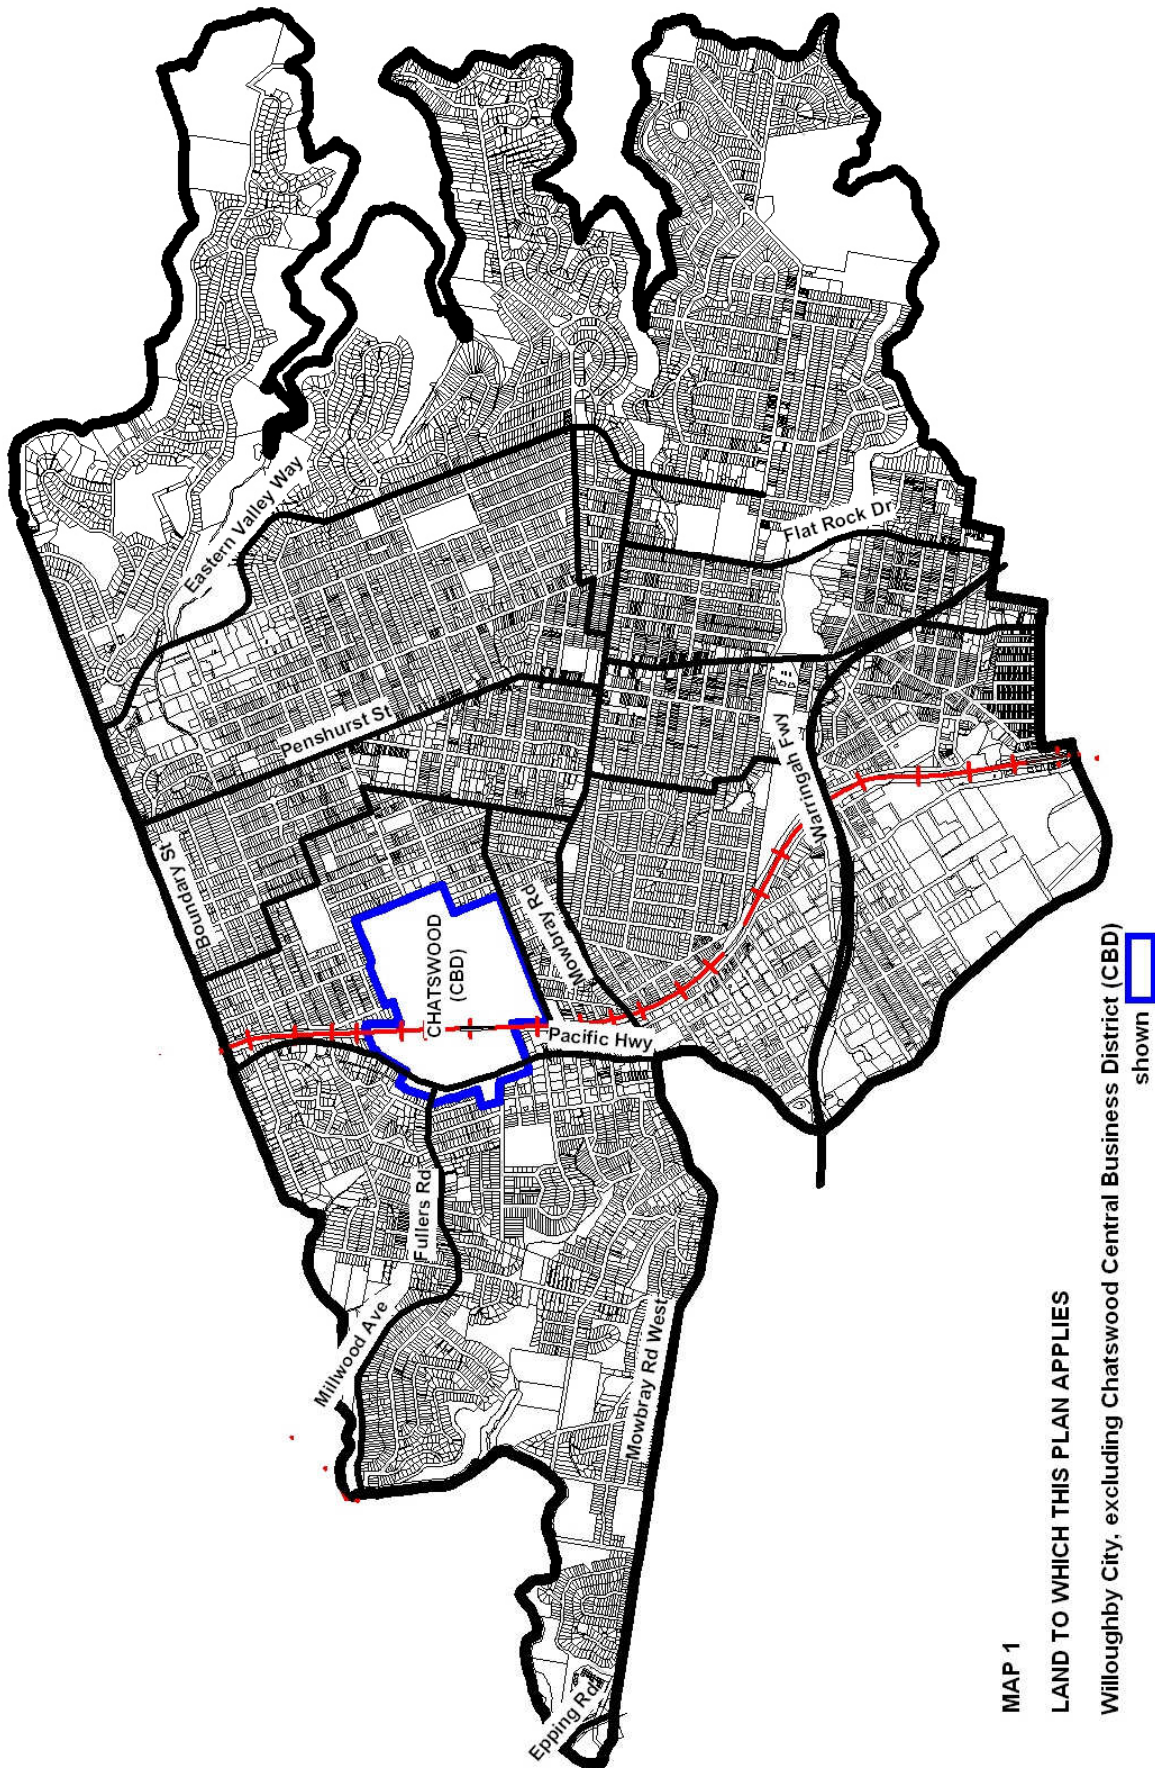 Eastern Valley Way
Boundary St
Penshurst St
Flat Rock Dr
Warringah Fwy
CHATSWOOD
(CBD)
Mowbray Rd
Pacific Hwy
Fullers Rd
Millwood Ave
Mowbray Rd West
Epping Rd
MAP 1
LAND TO WHICH THIS PLAN APPLIES
Willoughby City, excluding Chatswood Central Business District (CBD)
shown